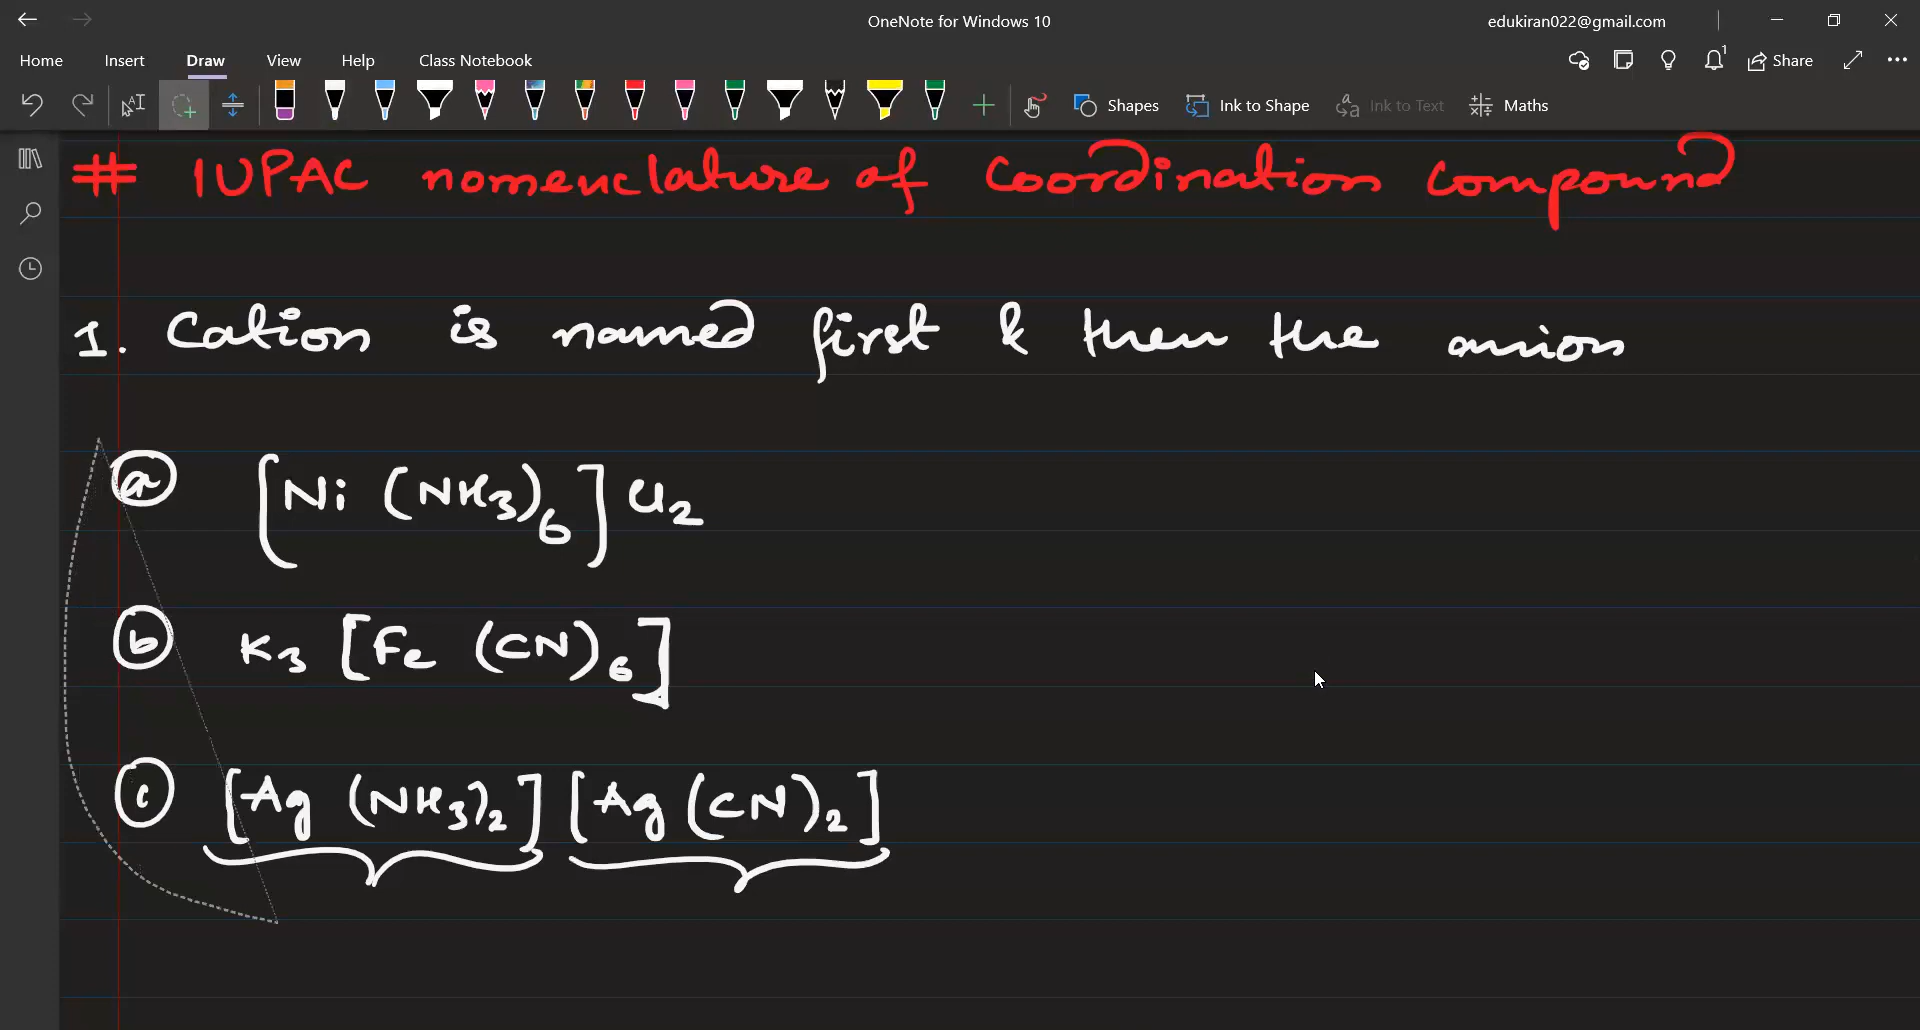 OneNote for Windows 10
edukiran022@gmail.com
Home Insert Draw View Help Class Notebook
1 Share
Shapes Ink to Shape Ink to Text Maths
# IUPAC nomenclature of Coordination compound
1. Cation is named first & then the anion
a [Ni (NH3)6] Cl2
b K3 [Fe (CN)6]
c [Ag (NH3)2] [Ag (CN)2]